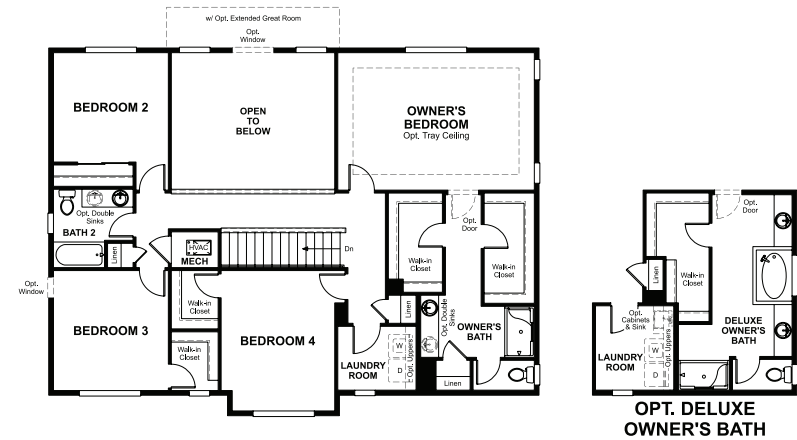 w/ Opt. Extended Great Room
Opt.
Window
BEDROOM 2
OPEN
TO
BELOW
OWNER'S
BEDROOM
Opt. Tray Ceiling
Opt. Double
Sinks
BATH 2
Linen
HVAC
MECH
Dn
Walk-in
Closet
Opt.
Door
Walk-in
Closet
Opt.
Window
BEDROOM 3
Walk-in
Closet
Walk-in
Closet
BEDROOM 4
Linen
LAUNDRY
ROOM
W
D
Opt. Uppers
Opt. Double
Sinks
OWNER'S
BATH
Linen
Opt.
Door
Linen
Walk-in
Closet
Opt.
Cabinets
& Sink
Opt. Uppers
W
D
LAUNDRY
ROOM
DELUXE
OWNER'S
BATH
OPT. DELUXE
OWNER'S BATH